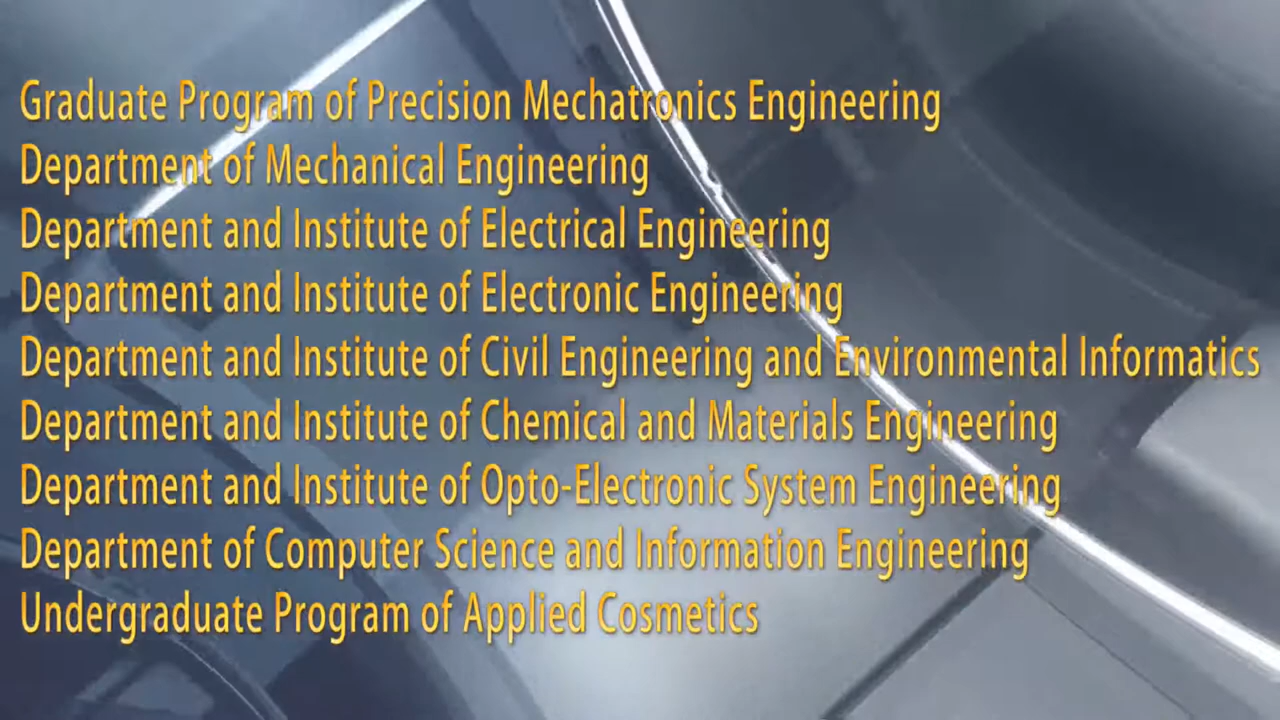 Graduate Program of Precision Mechatronics Engineering
Department of Mechanical Engineering
Department and Institute of Electrical Engineering
Department and Institute of Electronic Engineering
Department and Institute of Civil Engineering and Environmental Informatics
Department and Institute of Chemical and Materials Engineering
Department and Institute of Opto-Electronic System Engineering
Department of Computer Science and Information Engineering
Undergraduate Program of Applied Cosmetics